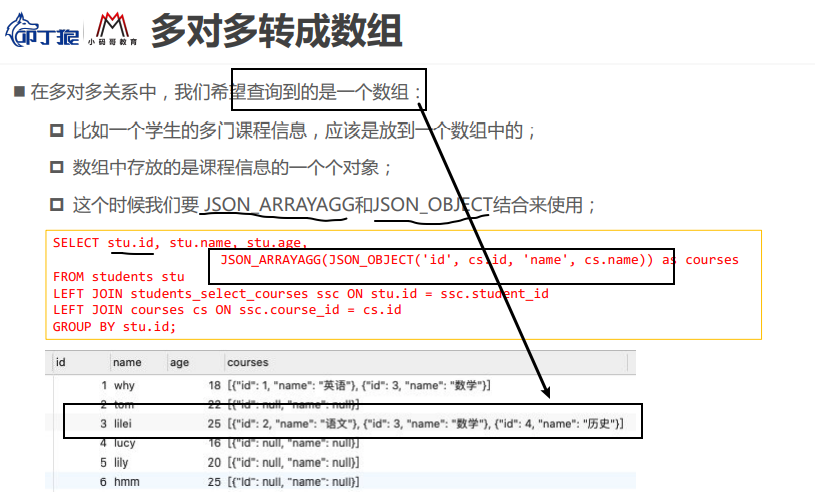 叩丁狼
小码哥教育
多对多转成数组
在多对多关系中，我们希望查询到的是一个数组：
比如一个学生的多门课程信息，应该是放到一个数组中的；
数组中存放的是课程信息的一个个对象；
这个时候我们要 JSON_ARRAYAGG和JSON_OBJECT结合来使用；
SELECT stu.id, stu.name, stu.age,
JSON_ARRAYAGG(JSON_OBJECT('id', cs.id, 'name', cs.name)) as courses
FROM students stu
LEFT JOIN students_select_courses ssc ON stu.id = ssc.student_id
LEFT JOIN courses cs ON ssc.course_id = cs.id
GROUP BY stu.id;
id name age courses
1 why 18 [{"id": 1, "name": "英语"}, {"id": 3, "name": "数学"}]
2 tom 22 [{"id": null, "name": null}]
3 lilei 25 [{"id": 2, "name": "语文"}, {"id": 3, "name": "数学"}, {"id": 4, "name": "历史"}]
4 lucy 16 [{"id": null, "name": null}]
5 lily 20 [{"id": null, "name": null}]
6 hmm 25 [{"id": null, "name": null}]